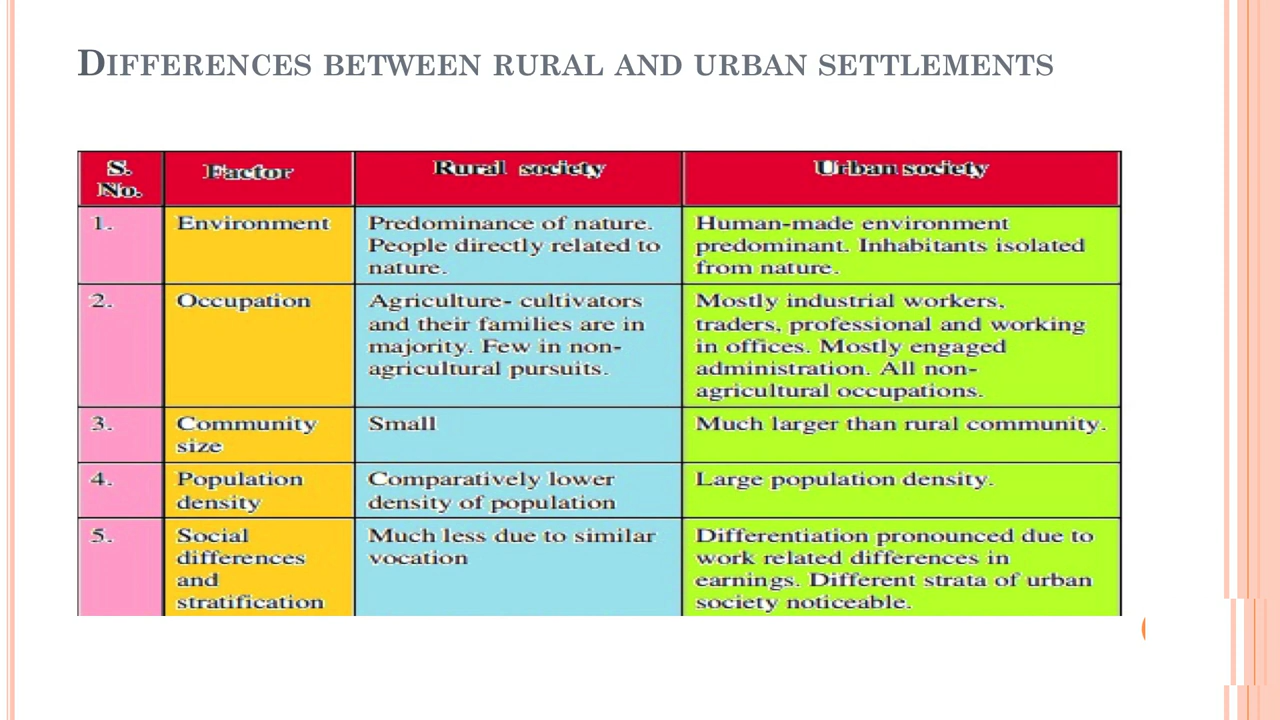 Differences between rural and urban settlements
S. No.
Factor
Rural society
Urban society
1.
Environment
Predominance of nature.
People directly related to
nature.
Human-made environment
predominant. Inhabitants isolated
from nature.
2.
Occupation
Agriculture- cultivators
and their families are in
majority. Few in non-
agricultural pursuits.
Mostly industrial workers,
traders, professional and working
in offices. Mostly engaged
administration. All non-
agricultural occupations.
3.
Community
size
Small
Much larger than rural community.
4.
Population
density
Comparatively lower
density of population
Large population density.
5.
Social
differences
and
stratification
Much less due to similar
vocation
Differentiation pronounced due to
work related differences in
earnings. Different strata of urban
society noticeable.